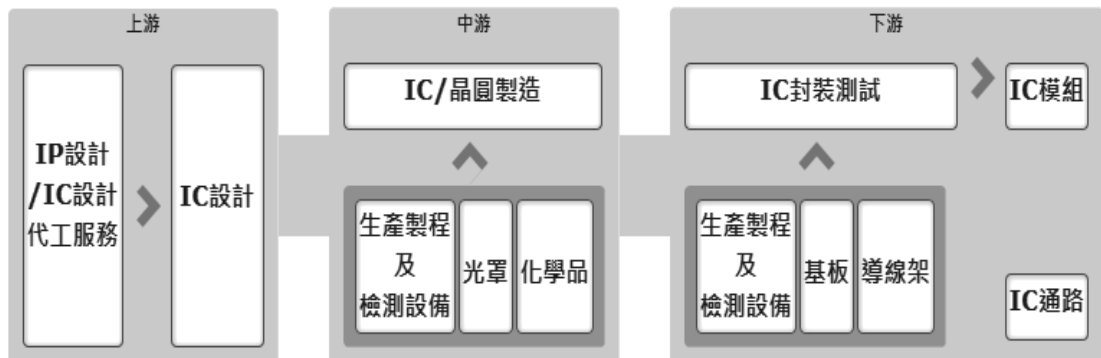 上游
IP設計
/IC設計
代工服務
IC設計
中游
IC/晶圓製造
生產製程
及
檢測設備
光罩
化學品
下游
IC封裝測試
IC模組
生產製程
及
檢測設備
基板
導線架
IC通路